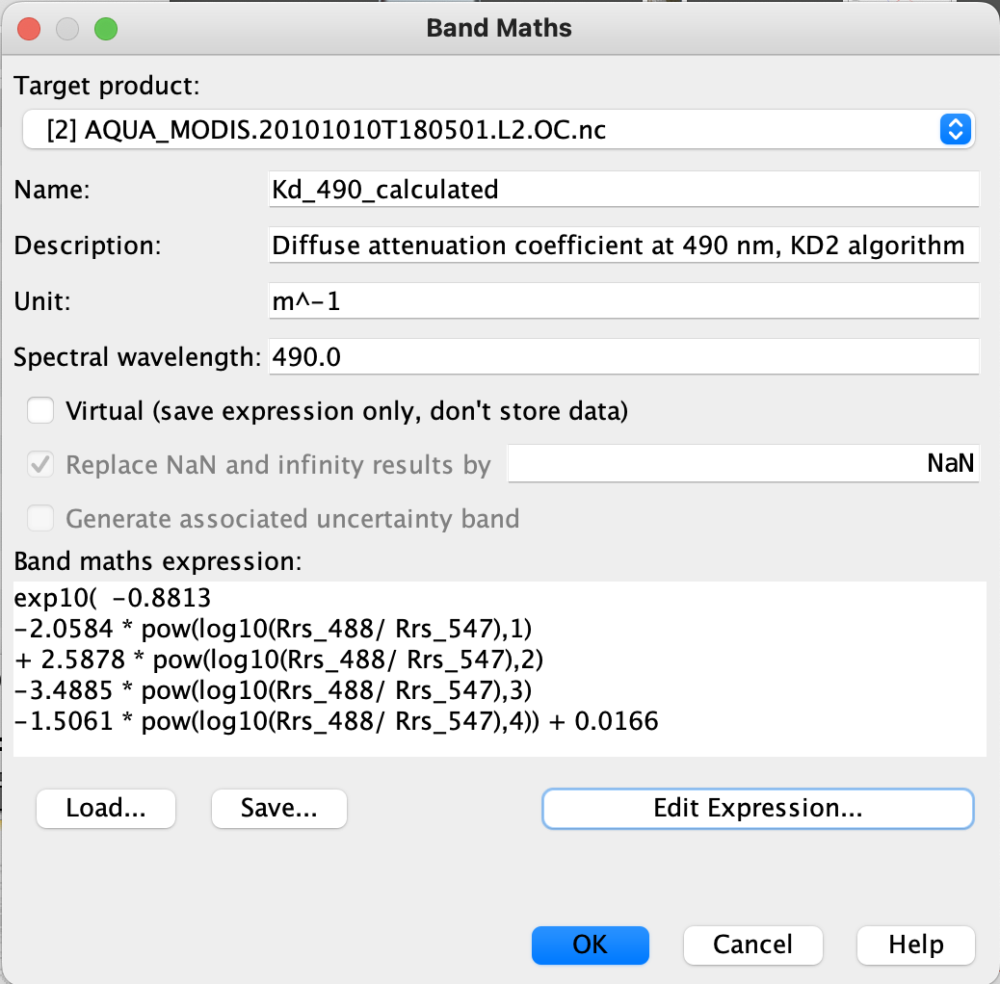 Band Maths
Target product:
[2] AQUA_MODIS.20101010T180501.L2.OC.nc
Name: Kd_490_calculated
Description: Diffuse attenuation coefficient at 490 nm, KD2 algorithm
Unit: m^-1
Spectral wavelength: 490.0
Virtual (save expression only, don't store data)
Replace NaN and infinity results by NaN
Generate associated uncertainty band
Band maths expression:
exp10(  -0.8813
-2.0584 * pow(log10(Rrs_488/ Rrs_547),1)
+ 2.5878 * pow(log10(Rrs_488/ Rrs_547),2)
-3.4885 * pow(log10(Rrs_488/ Rrs_547),3)
-1.5061 * pow(log10(Rrs_488/ Rrs_547),4)) + 0.0166
Load... Save... Edit Expression...
OK Cancel Help